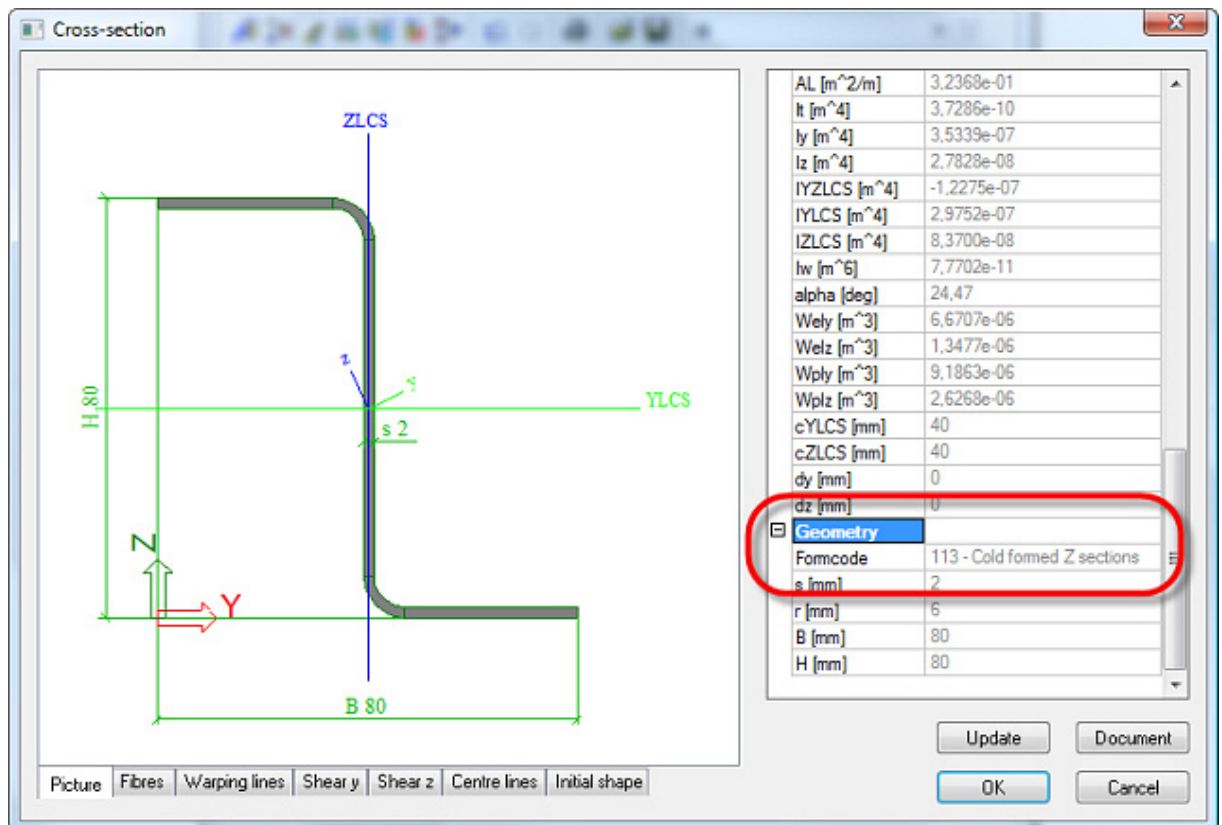 Cross-section
ZLCS
H 80
z
y
YLCS
s 2
Z
Y
B 80
Picture Fibres Warping lines Shear y Shear z Centre lines Initial shape
AL [m^2/m] 3,2368e-01
It [m^4] 3,7286e-10
Iy [m^4] 3,5339e-07
Iz [m^4] 2,7828e-08
IYZLCS [m^4] -1,2275e-07
IYLCS [m^4] 2,9752e-07
IZLCS [m^4] 8,3700e-08
Iw [m^6] 7,7702e-11
alpha [deg] 24,47
Wely [m^3] 6,6707e-06
Welz [m^3] 1,3477e-06
Wply [m^3] 9,1863e-06
Wplz [m^3] 2,6268e-06
cYLCS [mm] 40
cZLCS [mm] 40
dy [mm] 0
dz [mm] 0
Geometry
Formcode 113 - Cold formed Z sections
s [mm] 2
r [mm] 6
B [mm] 80
H [mm] 80
Update Document
OK Cancel